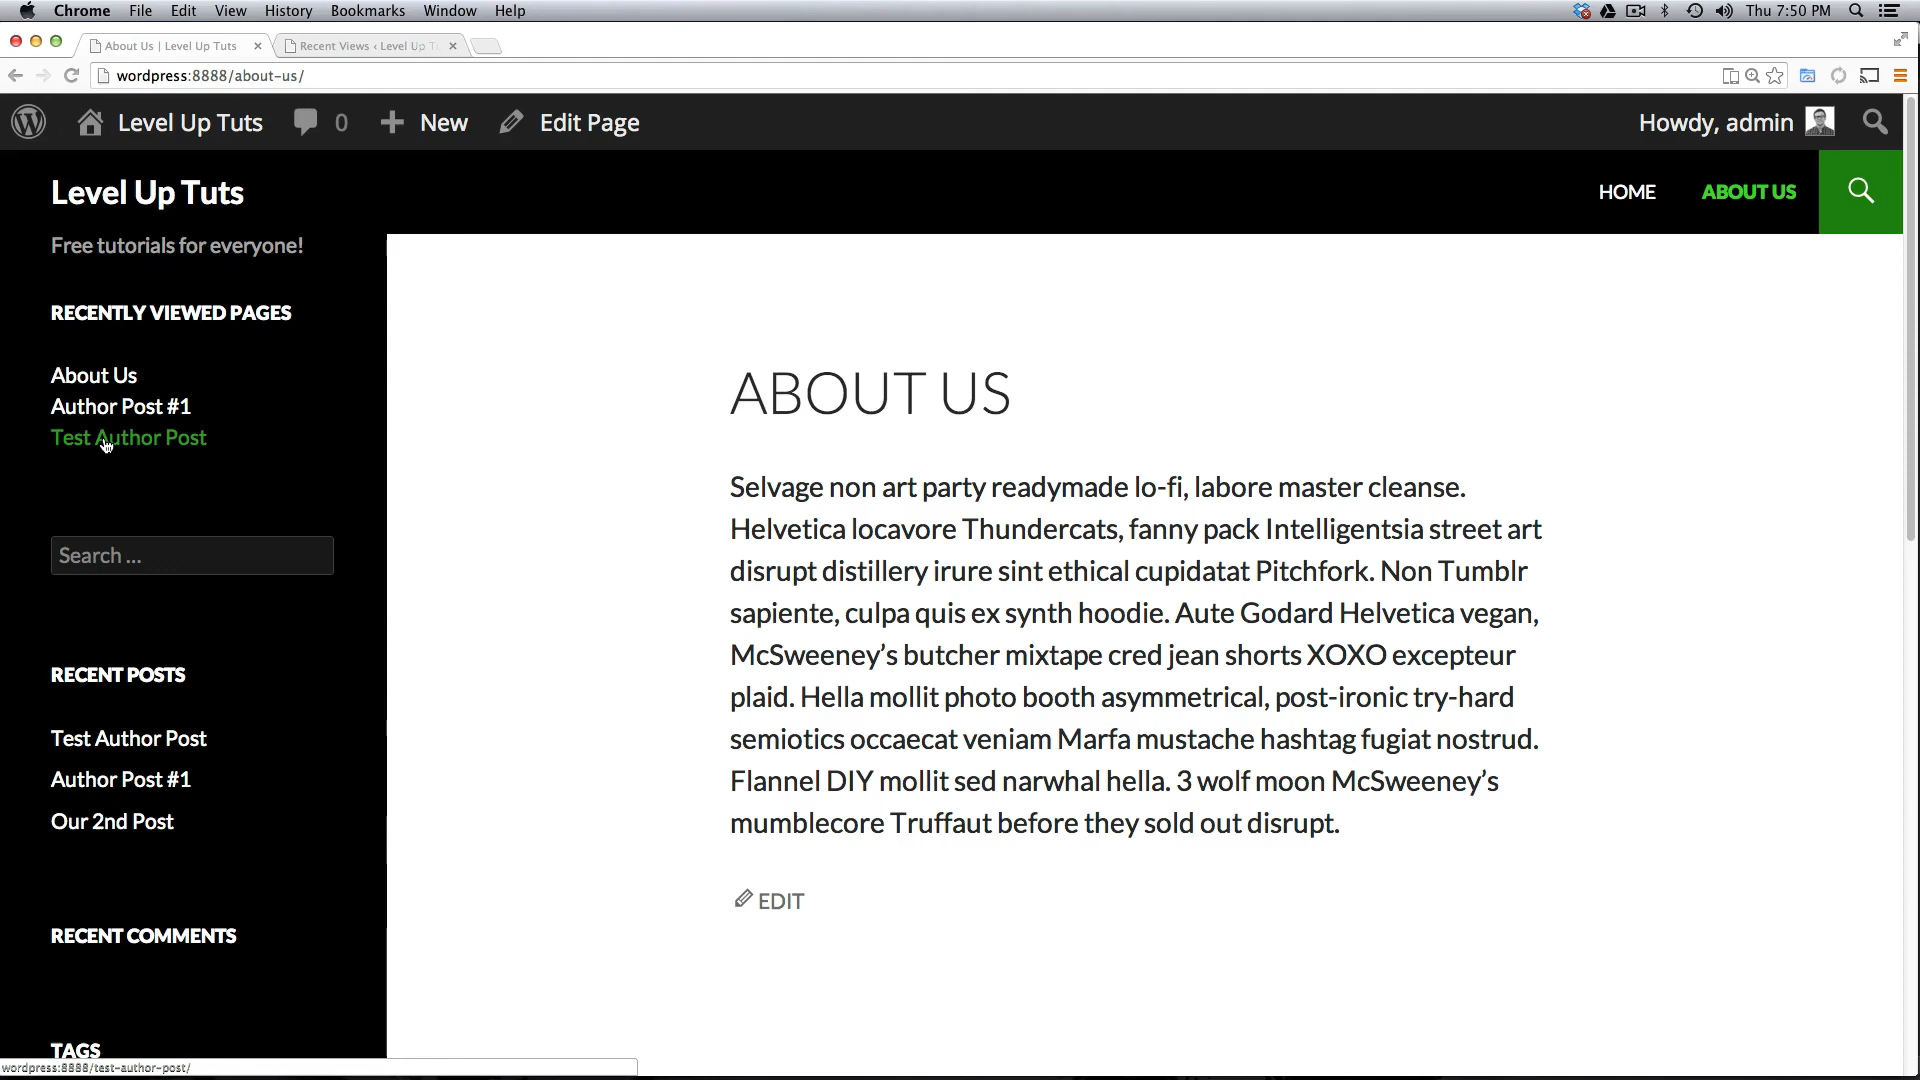 Chrome File Edit View History Bookmarks Window Help Thu 7:50 PM
About Us | Level Up Tuts
Recent Views ‹ Level Up T
wordpress:8888/about-us/
Level Up Tuts 0 New Edit Page Howdy, admin
Level Up Tuts
HOME ABOUT US
Free tutorials for everyone!
RECENTLY VIEWED PAGES
About Us
Author Post #1
Test Author Post
Search ...
RECENT POSTS
Test Author Post
Author Post #1
Our 2nd Post
RECENT COMMENTS
TAGS
ABOUT US
Selvage non art party readymade lo-fi, labore master cleanse.
Helvetica locavore Thundercats, fanny pack Intelligentsia street art
disrupt distillery irure sint ethical cupidatat Pitchfork. Non Tumblr
sapiente, culpa quis ex synth hoodie. Aute Godard Helvetica vegan,
McSweeney’s butcher mixtape cred jean shorts XOXO excepteur
plaid. Hella mollit photo booth asymmetrical, post-ironic try-hard
semiotics occaecat veniam Marfa mustache hashtag fugiat nostrud.
Flannel DIY mollit sed narwhal hella. 3 wolf moon McSweeney’s
mumblecore Truffaut before they sold out disrupt.
EDIT
wordpress:8888/test-author-post/